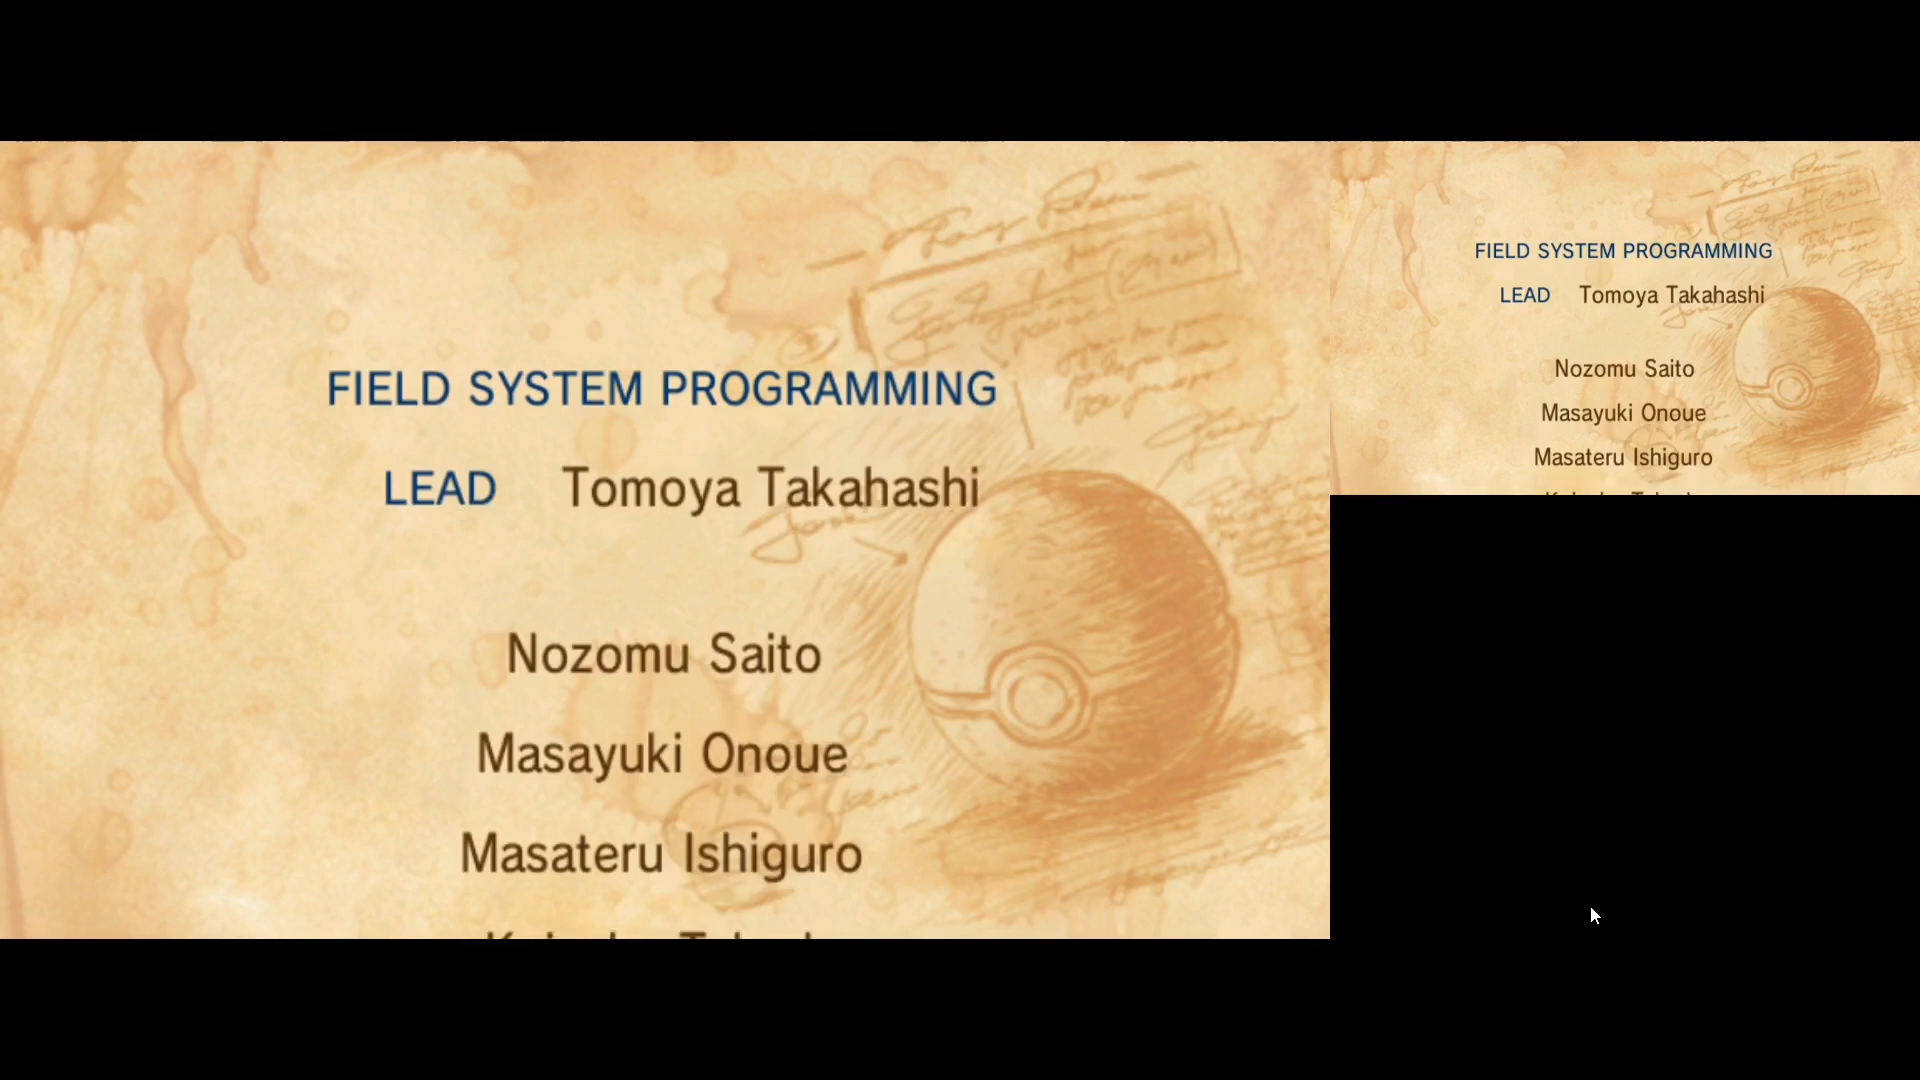 FIELD SYSTEM PROGRAMMING
LEAD Tomoya Takahashi
Nozomu Saito
Masayuki Onoue
Masateru Ishiguro
FIELD SYSTEM PROGRAMMING
LEAD Tomoya Takahashi
Nozomu Saito
Masayuki Onoue
Masateru Ishiguro